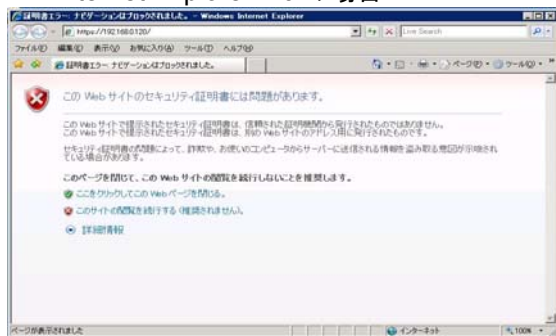 証明書エラー: ナビゲーションはブロックされました。 - Windows Internet Explorer
https://192.168.0.120/
Live Search
ファイル(F) 編集(E) 表示(V) お気に入り(A) ツール(T) ヘルプ(H)
証明書エラー: ナビゲーションはブロックされました。
ページ(P) ツール(O)
この Web サイトのセキュリティ証明書には問題があります。
この Web サイトで提示されたセキュリティ証明書は、信頼された証明機関から発行されたものではありません。
この Web サイトで提示されたセキュリティ証明書は、別の Web サイトのアドレス用に発行されたものです。
セキュリティ証明書の問題によって、詐欺や、お使いのコンピュータからサーバーに送信される情報を盗み取る意図が示唆され
ている場合があります。
このページを閉じて、この Web サイトの閲覧を続行しないことを推奨します。
ここをクリックしてこの Web ページを閉じる。
このサイトの閲覧を続行する (推奨されません)。
詳細情報
ページが表示されました
インターネット
100%